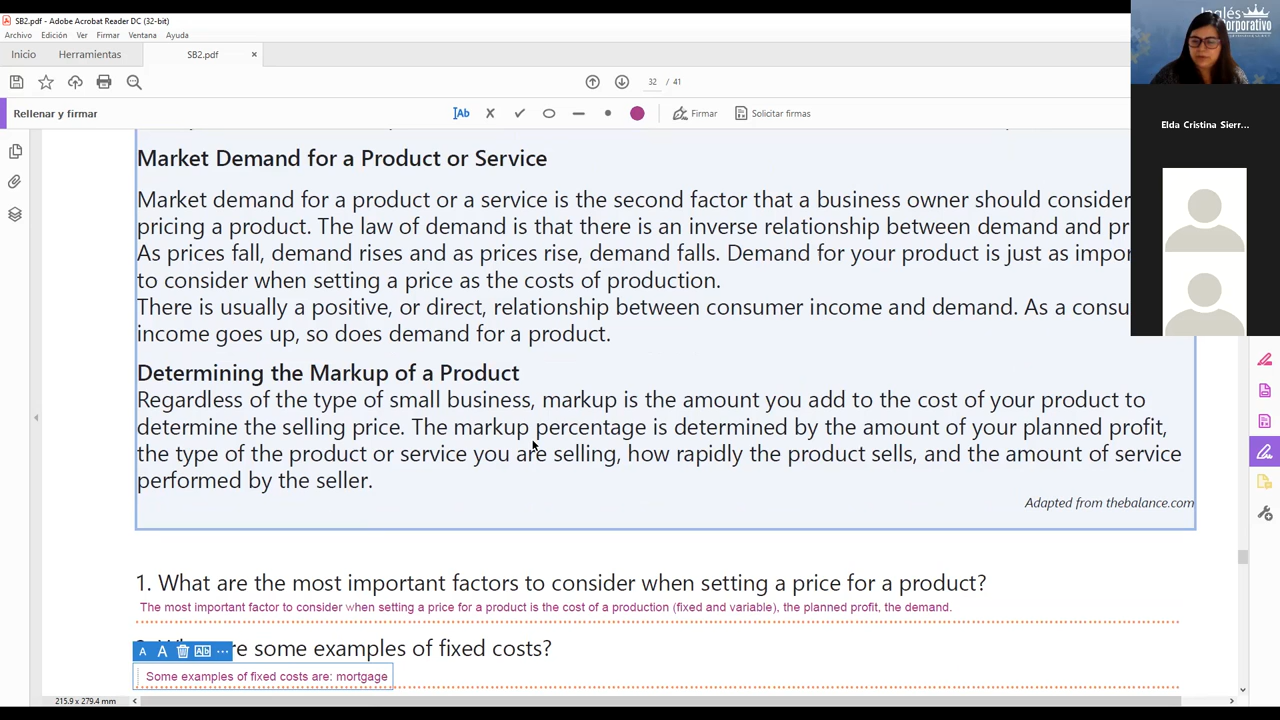 SB2.pdf - Adobe Acrobat Reader DC (32-bit)
Archivo Edición Ver Firmar Ventana Ayuda
Inicio Herramientas SB2.pdf ×
32 / 41
Rellenar y firmar
Ab Firmar Solicitar firmas
Inglés
Corporativo
Elda Cristina Sierr...
Market Demand for a Product or Service
Market demand for a product or a service is the second factor that a business owner should consider
pricing a product. The law of demand is that there is an inverse relationship between demand and pr
As prices fall, demand rises and as prices rise, demand falls. Demand for your product is just as impor
to consider when setting a price as the costs of production.
There is usually a positive, or direct, relationship between consumer income and demand. As a consu
income goes up, so does demand for a product.
Determining the Markup of a Product
Regardless of the type of small business, markup is the amount you add to the cost of your product to
determine the selling price. The markup percentage is determined by the amount of your planned profit,
the type of the product or service you are selling, how rapidly the product sells, and the amount of service
performed by the seller.
Adapted from thebalance.com
1. What are the most important factors to consider when setting a price for a product?
The most important factor to consider when setting a price for a product is the cost of a production (fixed and variable), the planned profit, the demand.
A A Ab ...
re some examples of fixed costs?
Some examples of fixed costs are: mortgage
215.9 x 279.4 mm